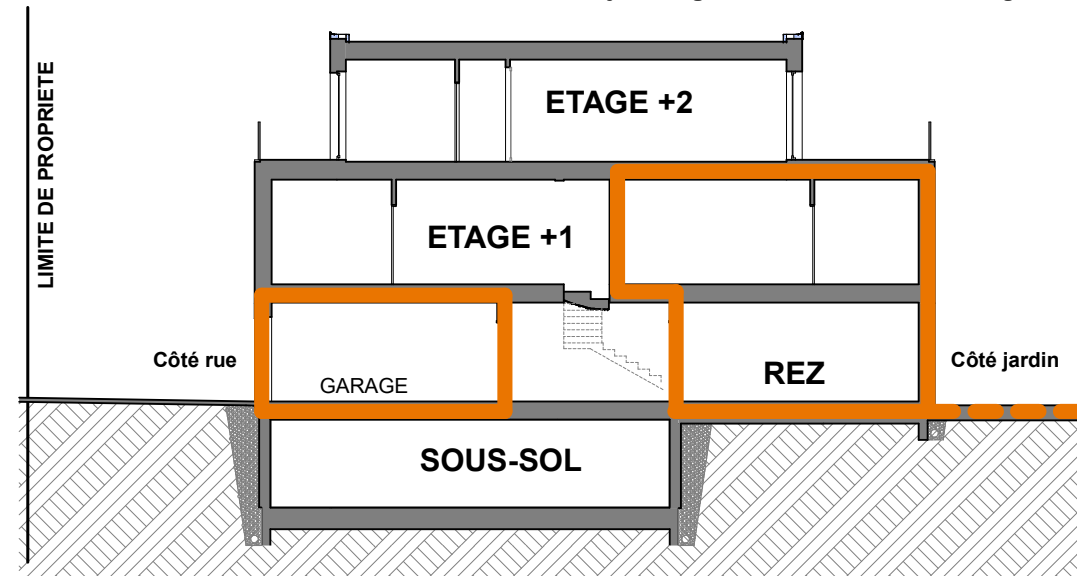 LIMITE DE PROPRIETE
ETAGE +2
ETAGE +1
Côté rue
GARAGE
REZ
Côté jardin
SOUS-SOL